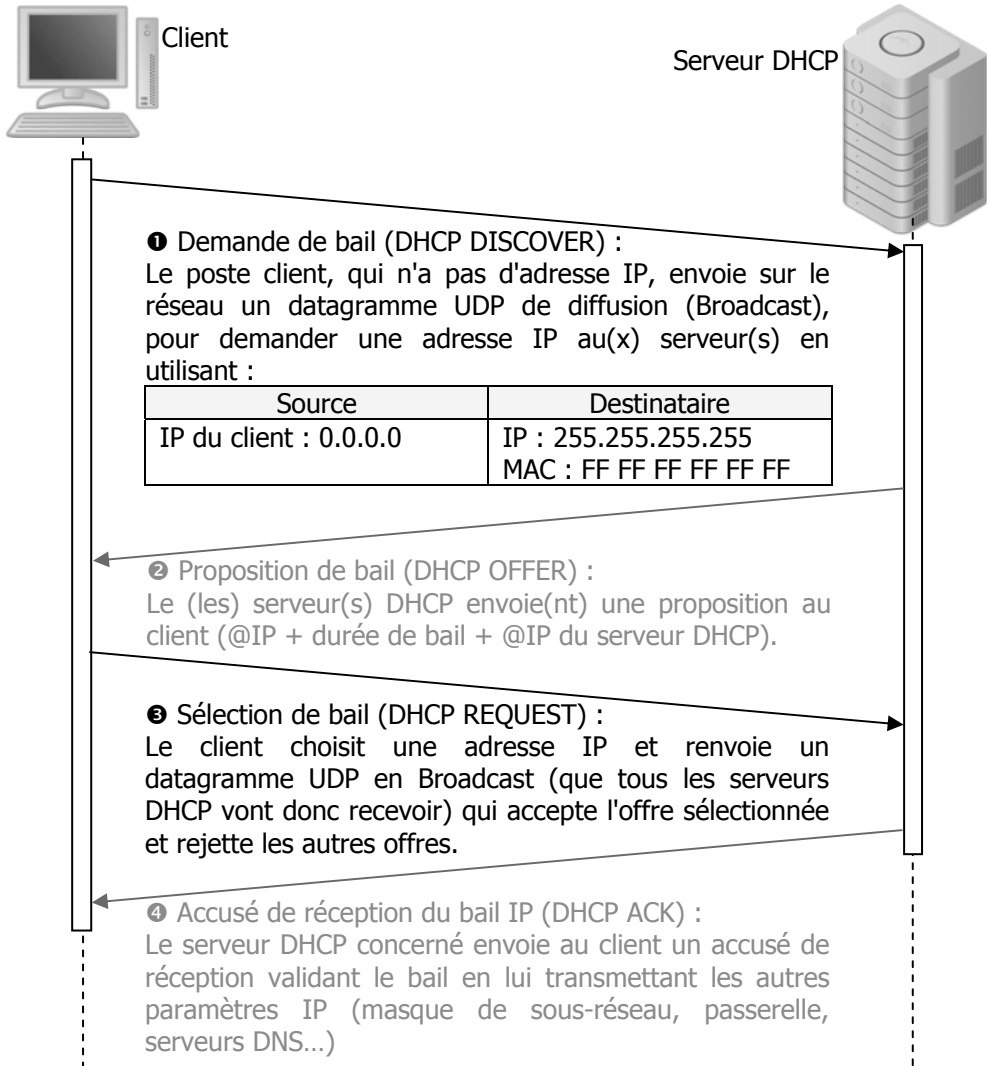 Client
Serveur DHCP
❶ Demande de bail (DHCP DISCOVER) :
Le poste client, qui n'a pas d'adresse IP, envoie sur le
réseau un datagramme UDP de diffusion (Broadcast),
pour demander une adresse IP au(x) serveur(s) en
utilisant :
Source Destinataire
IP du client : 0.0.0.0 IP : 255.255.255.255
MAC : FF FF FF FF FF FF
❷ Proposition de bail (DHCP OFFER) :
Le (les) serveur(s) DHCP envoie(nt) une proposition au
client (@IP + durée de bail + @IP du serveur DHCP).
❸ Sélection de bail (DHCP REQUEST) :
Le client choisit une adresse IP et renvoie un
datagramme UDP en Broadcast (que tous les serveurs
DHCP vont donc recevoir) qui accepte l'offre sélectionnée
et rejette les autres offres.
❹ Accusé de réception du bail IP (DHCP ACK) :
Le serveur DHCP concerné envoie au client un accusé de
réception validant le bail en lui transmettant les autres
paramètres IP (masque de sous-réseau, passerelle,
serveurs DNS…)